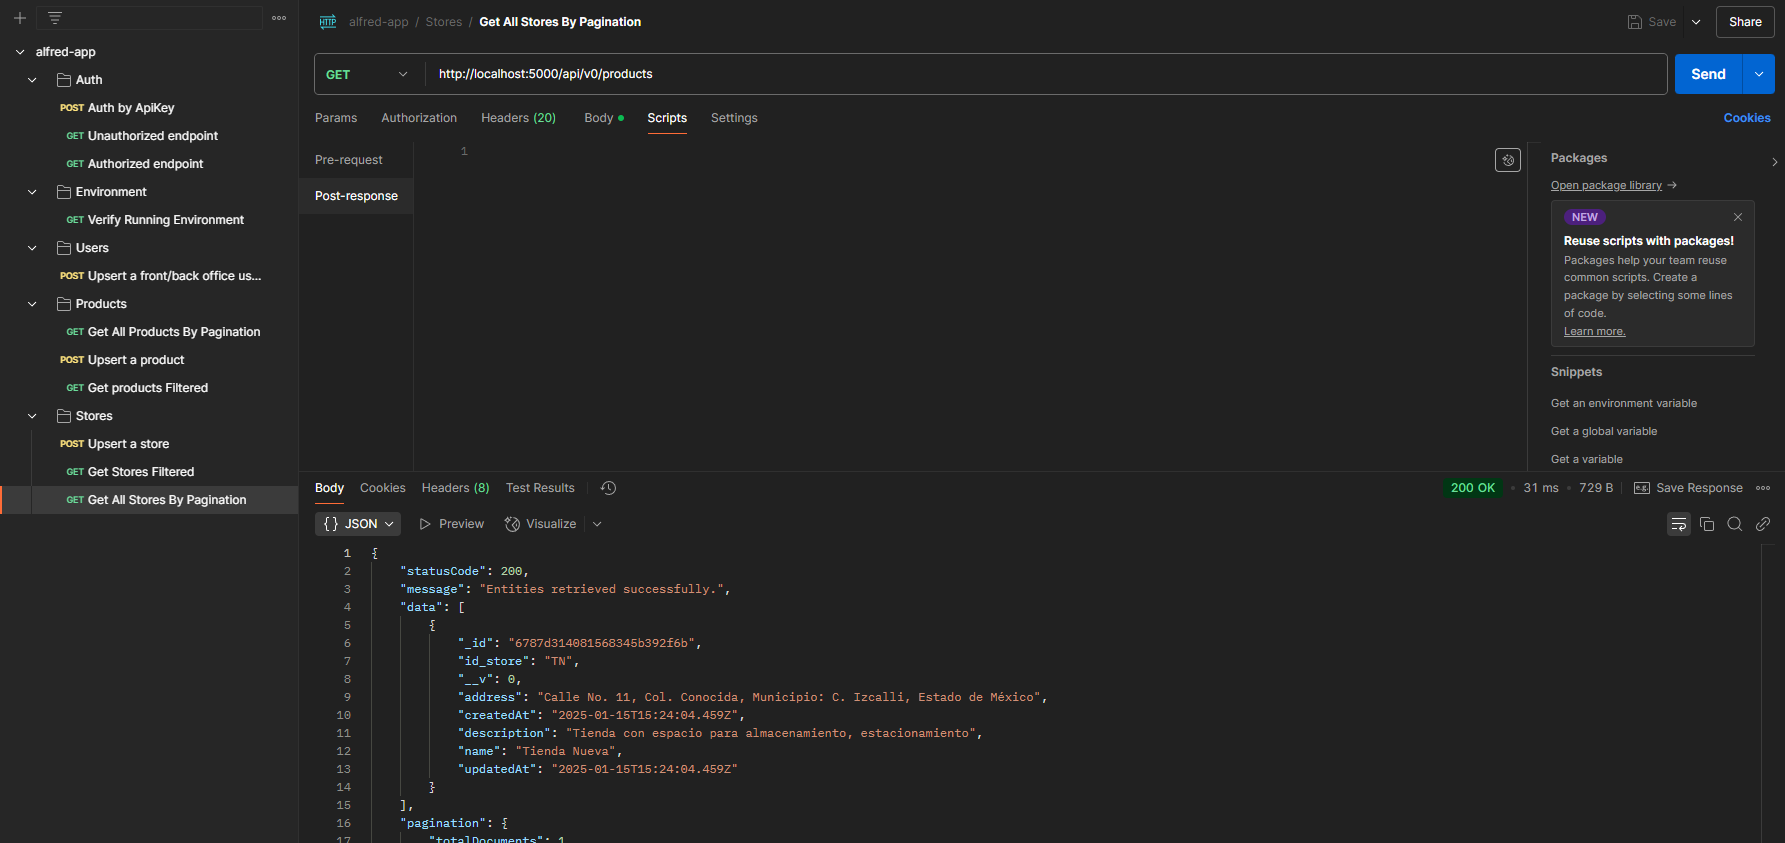 alfred-app
Auth
POST Auth by ApiKey
GET Unauthorized endpoint
GET Authorized endpoint
Environment
GET Verify Running Environment
Users
POST Upsert a front/back office us...
Products
GET Get All Products By Pagination
POST Upsert a product
GET Get products Filtered
Stores
POST Upsert a store
GET Get Stores Filtered
GET Get All Stores By Pagination
HTTP alfred-app / Stores / Get All Stores By Pagination
Save
Share
GET http://localhost:5000/api/v0/products
Send
Params Authorization Headers (20) Body Scripts Settings
Cookies
Pre-request
Post-response
1
Packages
Open package library →
NEW
Reuse scripts with packages!
Packages help your team reuse
common scripts. Create a
package by selecting some lines
of code.
Learn more.
Snippets
Get an environment variable
Get a global variable
Get a variable
Body Cookies Headers (8) Test Results
200 OK • 31 ms • 729 B e.g. Save Response
{} JSON Preview Visualize
1 {
2 "statusCode": 200,
3 "message": "Entities retrieved successfully.",
4 "data": [
5 {
6 "_id": "6787d314081568345b392f6b",
7 "id_store": "TN",
8 "__v": 0,
9 "address": "Calle No. 11, Col. Conocida, Municipio: C. Izcalli, Estado de México",
10 "createdAt": "2025-01-15T15:24:04.459Z",
11 "description": "Tienda con espacio para almacenamiento, estacionamiento",
12 "name": "Tienda Nueva",
13 "updatedAt": "2025-01-15T15:24:04.459Z"
14 }
15 ],
16 "pagination": {
17 "totalDocuments": 1,